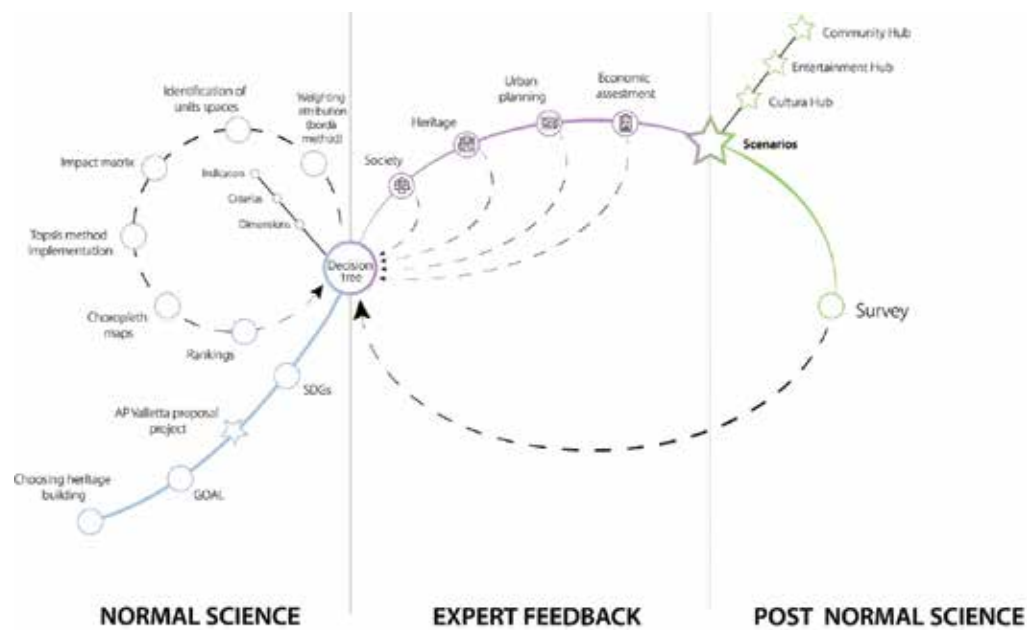 Community Hub
Entertainment Hub
Cultura Hub
Scenarios
Economic
assestment
Urban
planning
Heritage
Society
Identification of
units spaces
Weighting
attribution
(borda
method)
Impact matrix
Indicators
Criterias
Dimensions
Topsis method
implementation
Decision
tree
Choropleth
maps
Rankings
Survey
SDGs
AP Valletta proposal
project
Choosing heritage
building
GOAL
NORMAL SCIENCE
EXPERT FEEDBACK
POST NORMAL SCIENCE